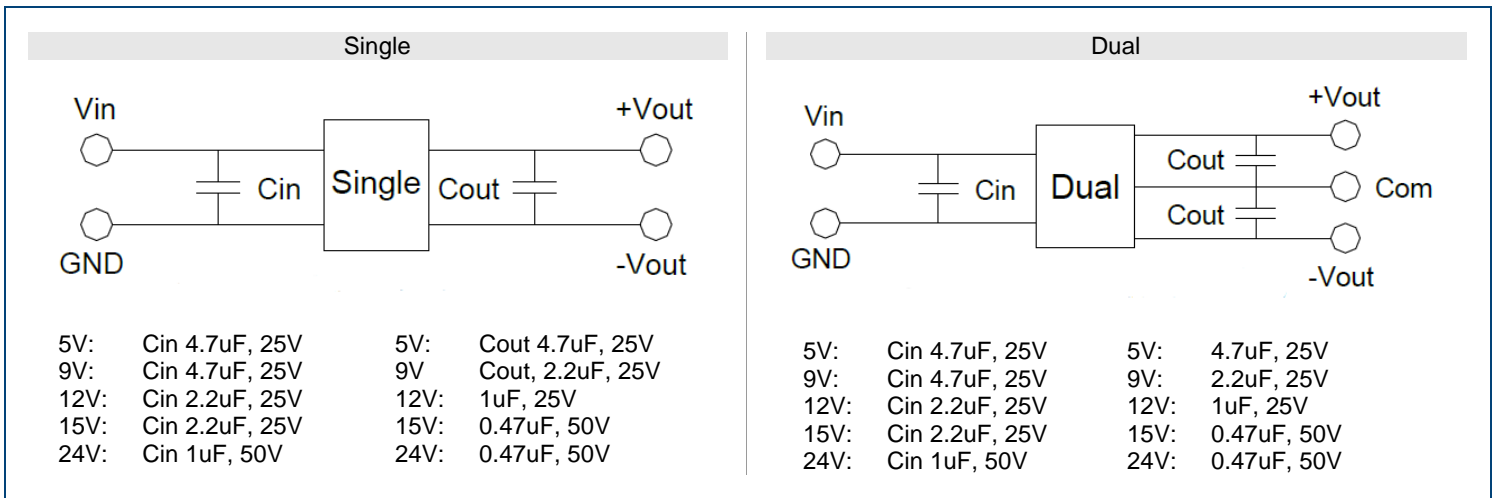 Single
Vin
+Vout
Cin
Single
Cout
GND
-Vout
5V: Cin 4.7uF, 25V 5V: Cout 4.7uF, 25V
9V: Cin 4.7uF, 25V 9V Cout, 2.2uF, 25V
12V: Cin 2.2uF, 25V 12V: 1uF, 25V
15V: Cin 2.2uF, 25V 15V: 0.47uF, 50V
24V: Cin 1uF, 50V 24V: 0.47uF, 50V
Dual
+Vout
Vin
Cout
Cin
Dual
Com
Cout
GND
-Vout
5V: Cin 4.7uF, 25V 5V: 4.7uF, 25V
9V: Cin 4.7uF, 25V 9V: 2.2uF, 25V
12V: Cin 2.2uF, 25V 12V: 1uF, 25V
15V: Cin 2.2uF, 25V 15V: 0.47uF, 50V
24V: Cin 1uF, 50V 24V: 0.47uF, 50V